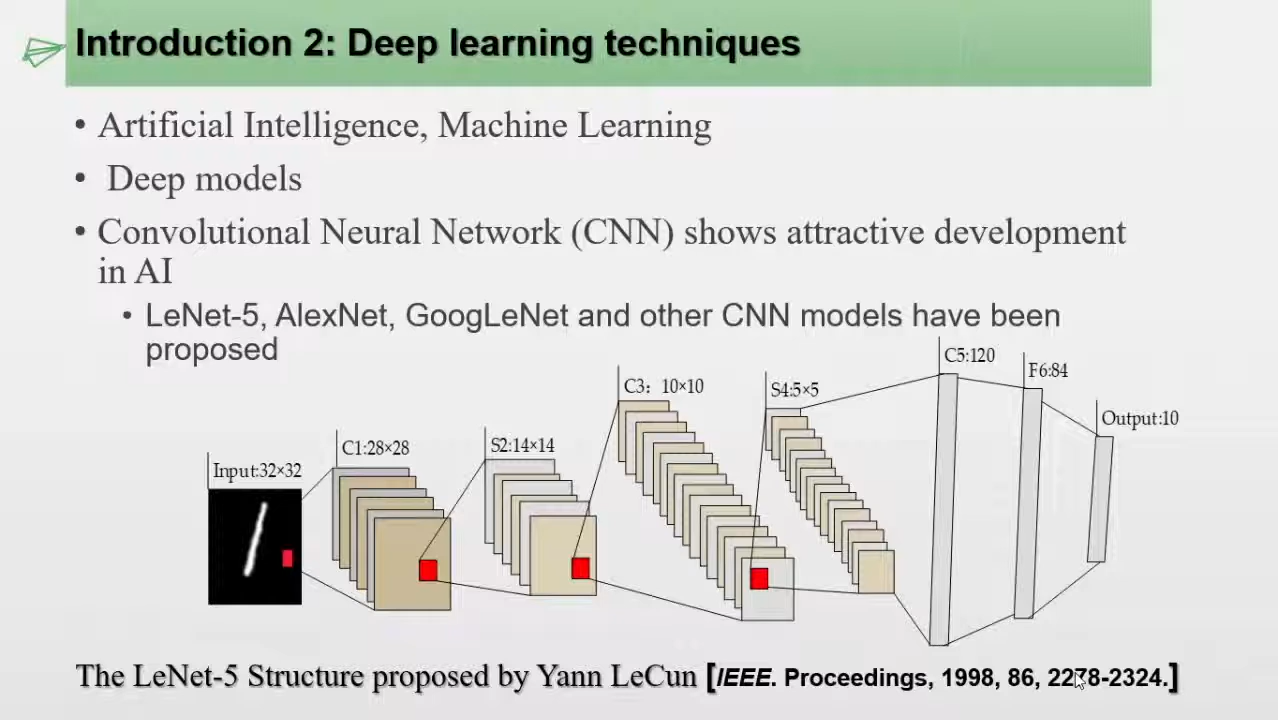 Introduction 2: Deep learning techniques
• Artificial Intelligence, Machine Learning
• Deep models
• Convolutional Neural Network (CNN) shows attractive development
in AI
• LeNet-5, AlexNet, GoogLeNet and other CNN models have been
proposed
Input:32×32
C1:28×28
S2:14×14
C3: 10×10
S4:5×5
C5:120
F6:84
Output:10
The LeNet-5 Structure proposed by Yann LeCun [IEEE. Proceedings, 1998, 86, 2278-2324.]